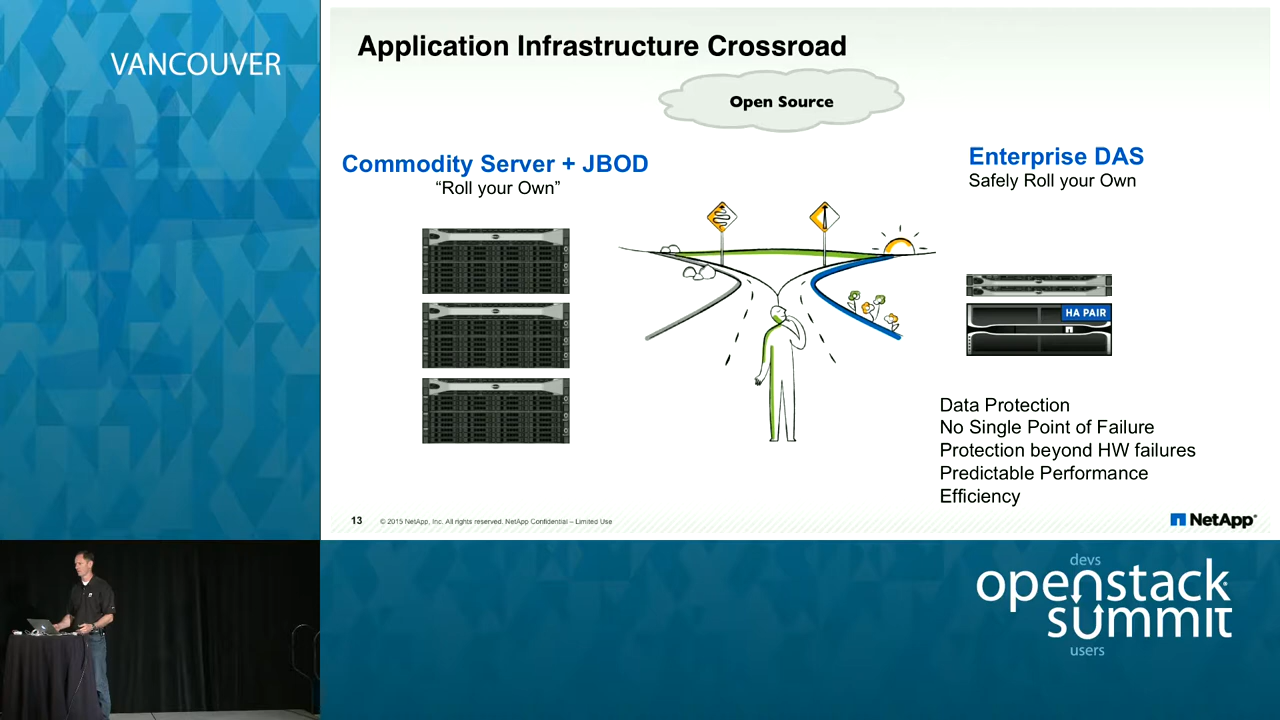 VANCOUVER
Application Infrastructure Crossroad
Open Source
Commodity Server + JBOD
“Roll your Own”
Enterprise DAS
Safely Roll your Own
HA PAIR
Data Protection
No Single Point of Failure
Protection beyond HW failures
Predictable Performance
Efficiency
13
© 2015 NetApp, Inc. All rights reserved. NetApp Confidential – Limited Use
NetApp
devs
openstack
summit
users